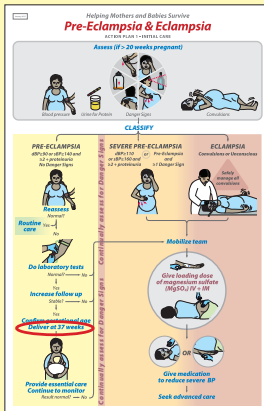 Helping Mothers and Babies Survive
Pre-Eclampsia & Eclampsia
ACTION PLAN 1 • INITIAL CARE
Assess (if > 20 weeks pregnant)
Blood pressure
Urine for Protein
Danger Signs
Convulsions
CLASSIFY
PRE-ECLAMPSIA
dBP≥90 or sBP≥140 and
≥2 + proteinuria
No Danger Signs
Reassess
Normal?
Yes
Routine
care
No
Do laboratory tests
Normal?
No
Yes
Increase follow up
Stable?
No
Yes
Confirm gestational age
Deliver at 37 weeks
Provide essential care
Continue to monitor
Result normal?
No
Continually assess for Danger Signs
Continually assess for Danger Signs
SEVERE PRE-ECLAMPSIA
dBP≥110
or sBP≥160 and
≥2 + proteinuria
or
Pre-Eclampsia
and
≥1 Danger Sign
ECLAMPSIA
Convulsions or Unconscious
Safely
manage all
convulsions
Mobilize team
Give loading dose
of magnesium sulfate
(MgSO₄) IV + IM
OR
Give medication
to reduce severe BP
Seek advanced care